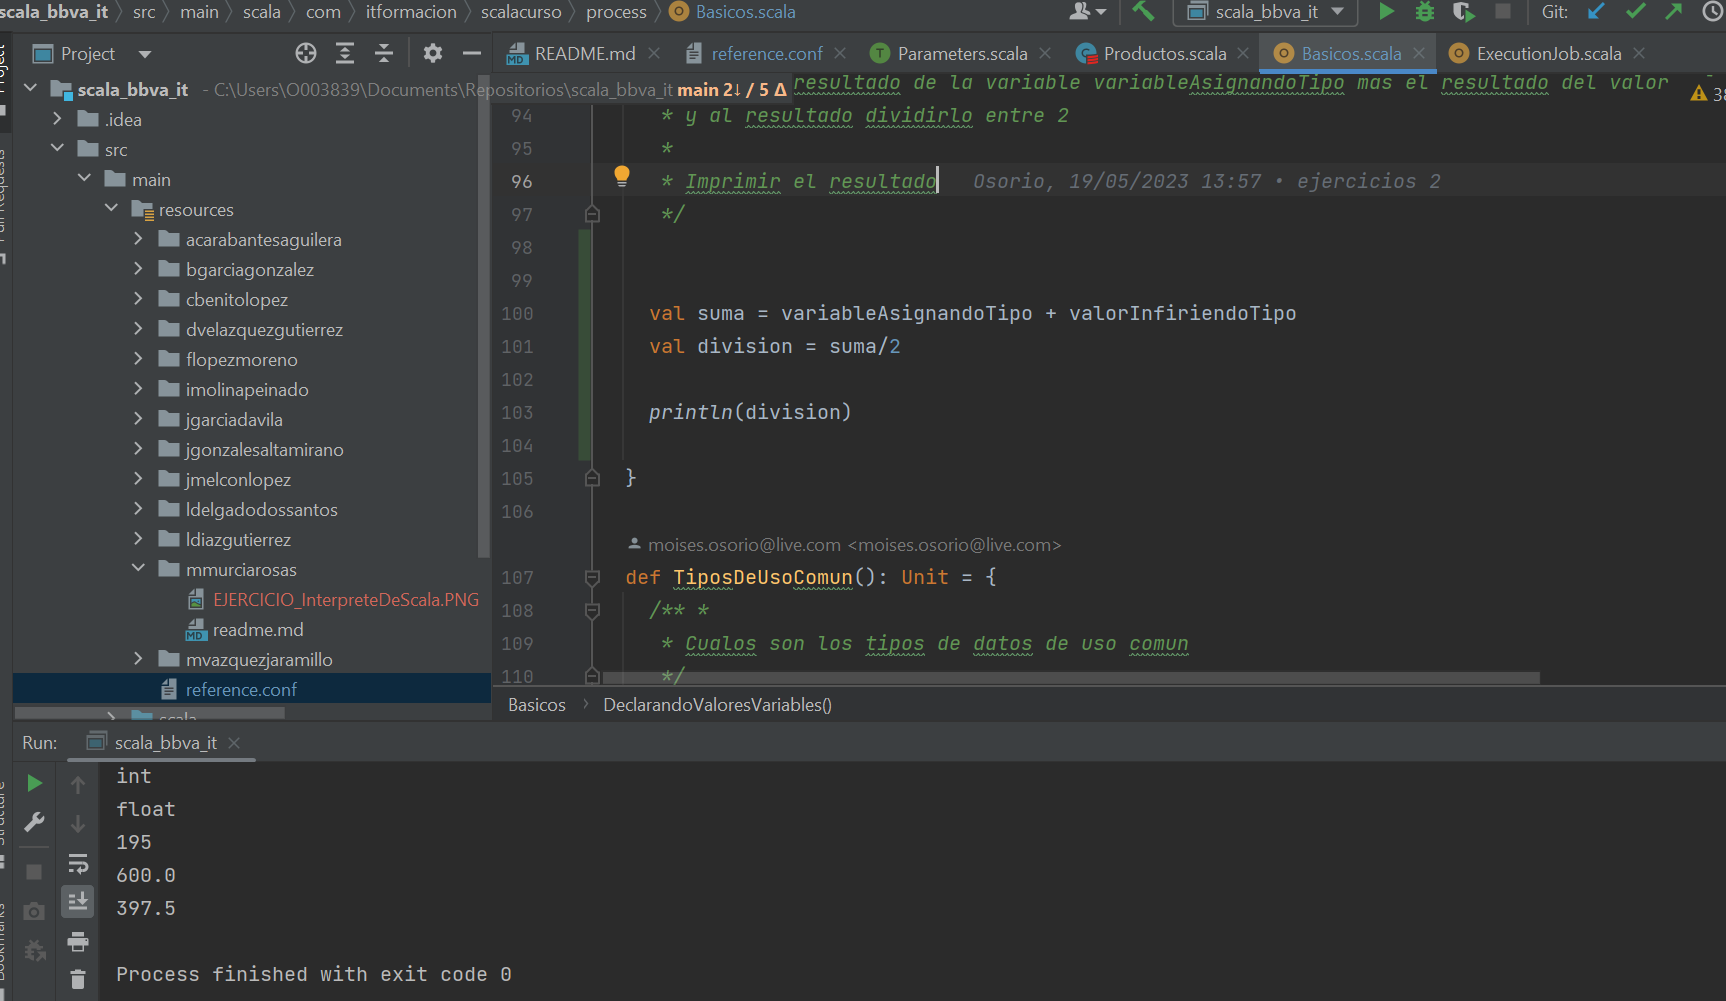 scala_bbva_it src main scala com itformacion scalacurso process Basicos.scala scala_bbva_it Git:
Project README.md reference.conf Parameters.scala Productos.scala Basicos.scala ExecutionJob.scala
scala_bbva_it - C:\Users\O003839\Documents\Repositorios\scala_bbva_it main 2↓ / 5 Δ
.idea
src
main
resources
acarabantesaguilera
bgarciagonzalez
cbenitolopez
dvelazquezgutierrez
flopezmoreno
imolinapeinado
jgarciadavila
jgonzalesaltamirano
jmelconlopez
ldelgadodossantos
ldiazgutierrez
mmurciarosas
EJERCICIO_InterpreteDeScala.PNG
readme.md
mvazquezjaramillo
reference.conf
scala
resultado de la variable variableAsignandoTipo mas el resultado del valor
94 * y al resultado dividirlo entre 2
95 *
96 * Imprimir el resultado Osorio, 19/05/2023 13:57 • ejercicios 2
97 */
98
99
100 val suma = variableAsignandoTipo + valorInfiriendoTipo
101 val division = suma/2
102
103 println(division)
104
105 }
106
moises.osorio@live.com <moises.osorio@live.com>
107 def TiposDeUsoComun(): Unit = {
108 /** *
109 * Cualos son los tipos de datos de uso comun
110 */
Basicos DeclarandoValoresVariables()
Run: scala_bbva_it
int
float
195
600.0
397.5
Process finished with exit code 0